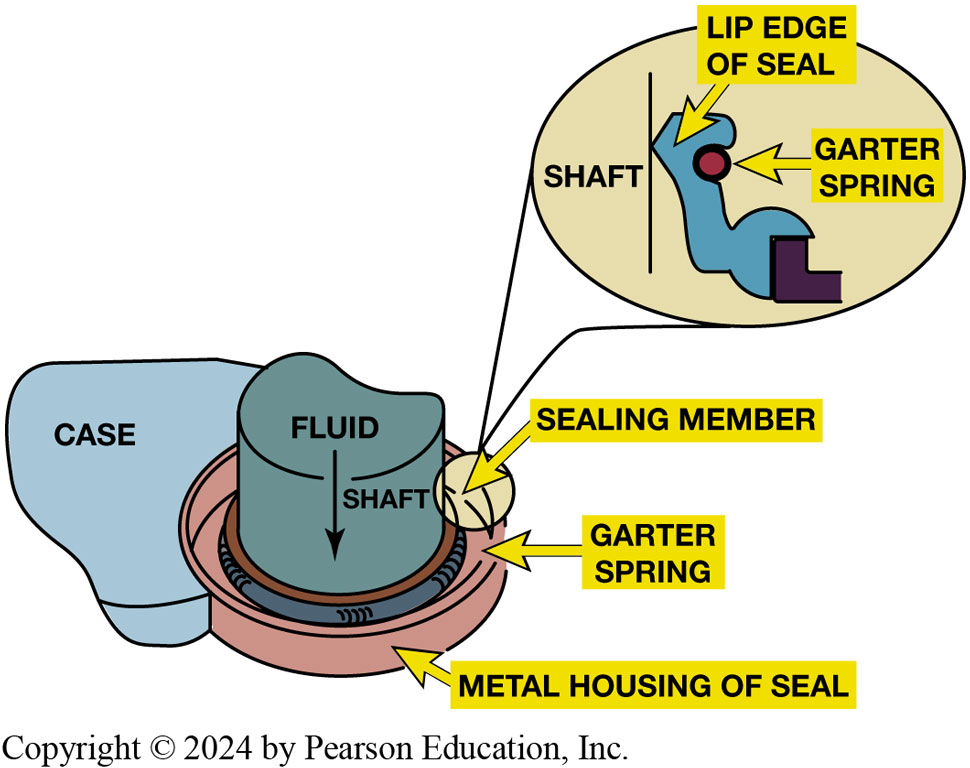 LIP EDGE
OF SEAL
SHAFT
GARTER
SPRING
CASE
FLUID
SHAFT
SEALING MEMBER
GARTER
SPRING
METAL HOUSING OF SEAL
Copyright © 2024 by Pearson Education, Inc.